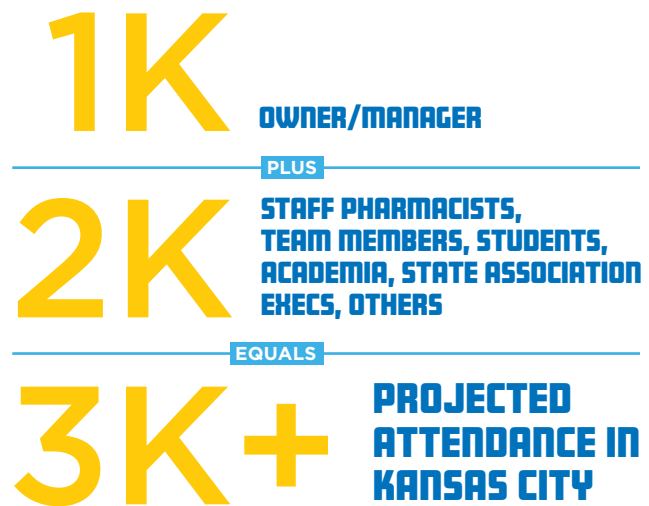 1K
OWNER/MANAGER
PLUS
2K
STAFF PHARMACISTS,
TEAM MEMBERS, STUDENTS,
ACADEMIA, STATE ASSOCIATION
EXECS, OTHERS
EQUALS
3K+
PROJECTED
ATTENDANCE IN
KANSAS CITY